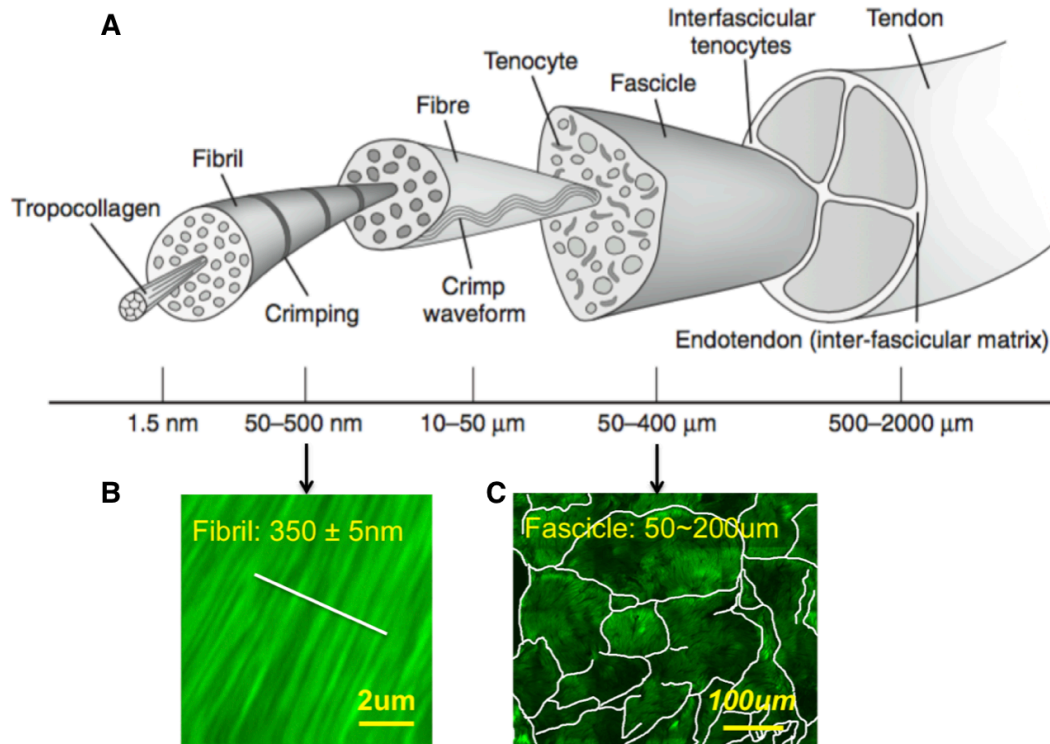 A
Interfascicular
tenocytes
Tendon
Tenocyte
Fascicle
Fibre
Fibril
Tropocollagen
Crimping
Crimp
waveform
Endotendon (inter-fascicular matrix)
1.5 nm
50–500 nm
10–50 µm
50–400 µm
500–2000 µm
B
Fibril: 350 ± 5nm
2um
C
Fascicle: 50~200um
100um